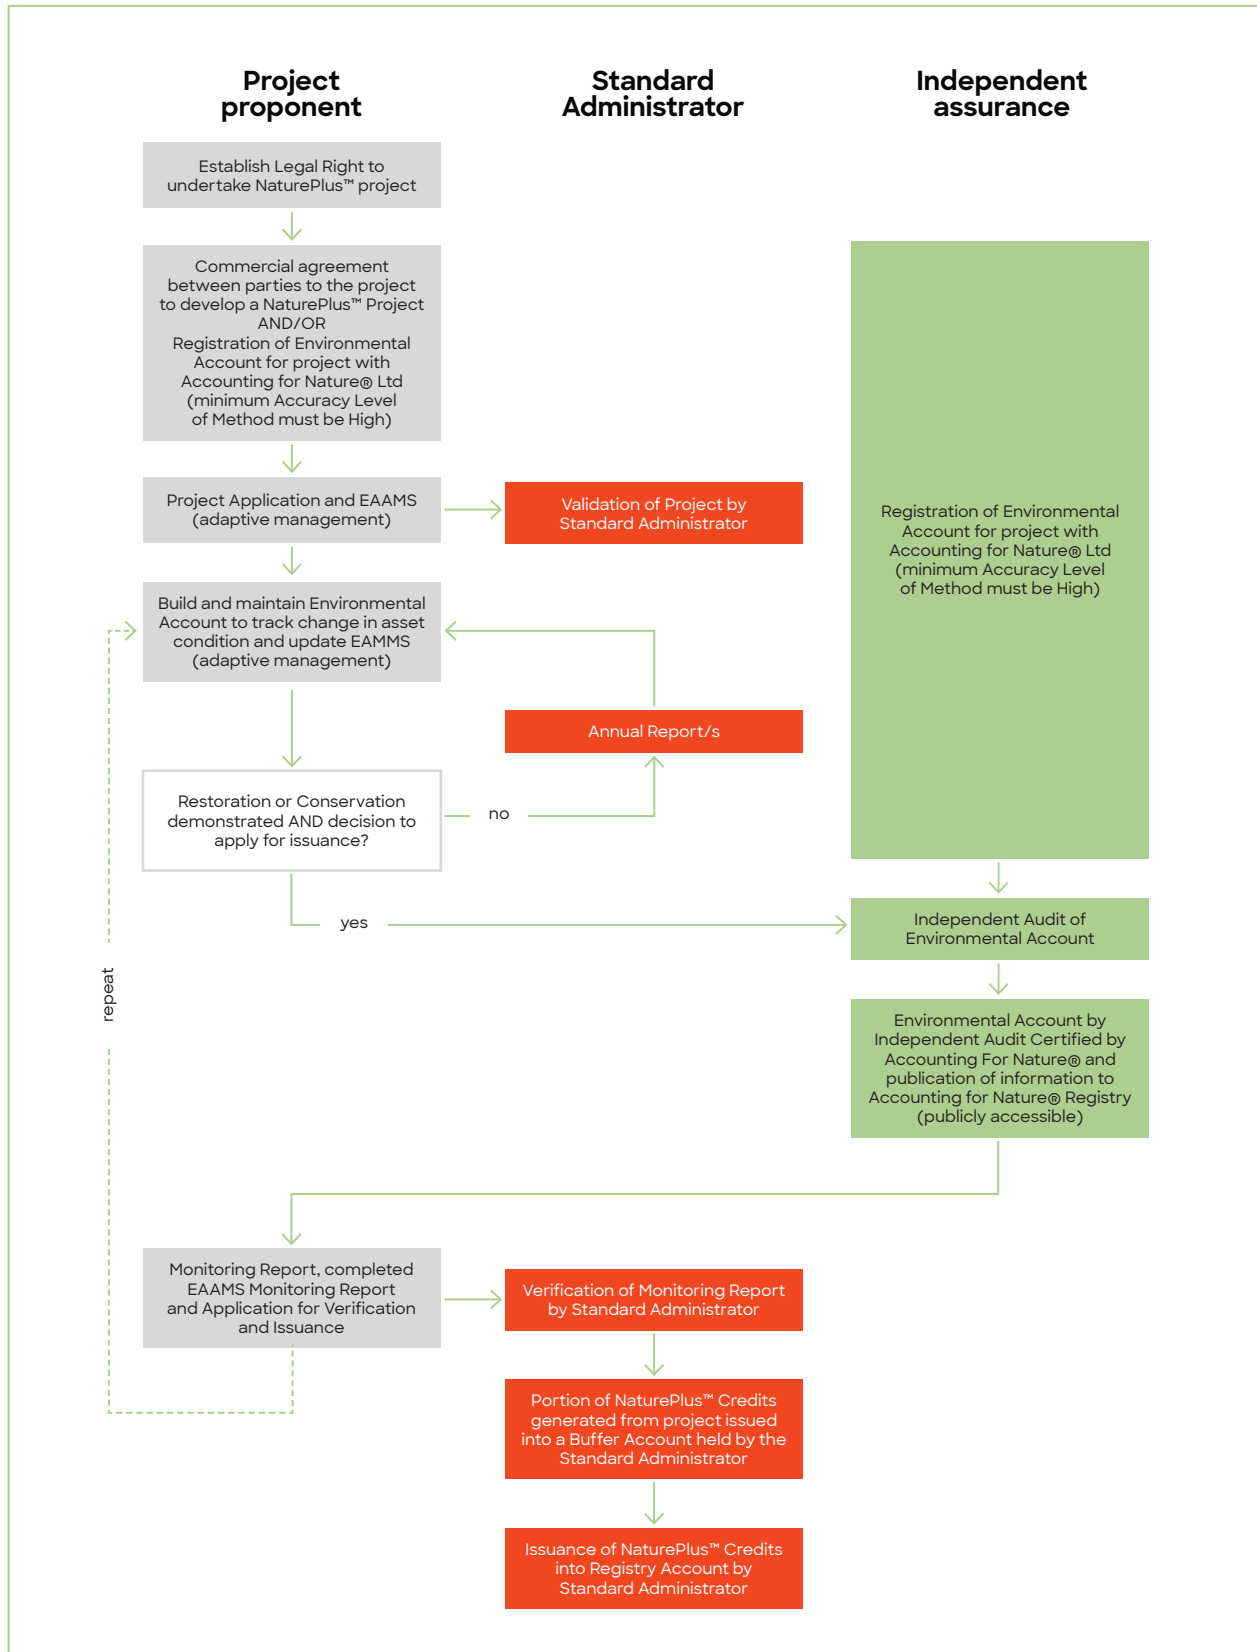 Project
proponent
Standard
Administrator
Independent
assurance
Establish Legal Right to
undertake NaturePlus™ project
Commercial agreement
between parties to the project
to develop a NaturePlus™ Project
AND/OR
Registration of Environmental
Account for project with
Accounting for Nature® Ltd
(minimum Accuracy Level
of Method must be High)
Project Application and EAAMS
(adaptive management)
Validation of Project by
Standard Administrator
Registration of Environmental
Account for project with
Accounting for Nature® Ltd
(minimum Accuracy Level
of Method must be High)
Build and maintain Environmental
Account to track change in asset
condition and update EAMMS
(adaptive management)
Annual Report/s
Restoration or Conservation
demonstrated AND decision to
apply for issuance?
no
yes
Independent Audit of
Environmental Account
repeat
Environmental Account by
Independent Audit Certified by
Accounting For Nature® and
publication of information to
Accounting for Nature® Registry
(publicly accessible)
Monitoring Report, completed
EAAMS Monitoring Report
and Application for Verification
and Issuance
Verification of Monitoring Report
by Standard Administrator
Portion of NaturePlus™ Credits
generated from project issued
into a Buffer Account held by the
Standard Administrator
Issuance of NaturePlus™ Credits
into Registry Account by
Standard Administrator